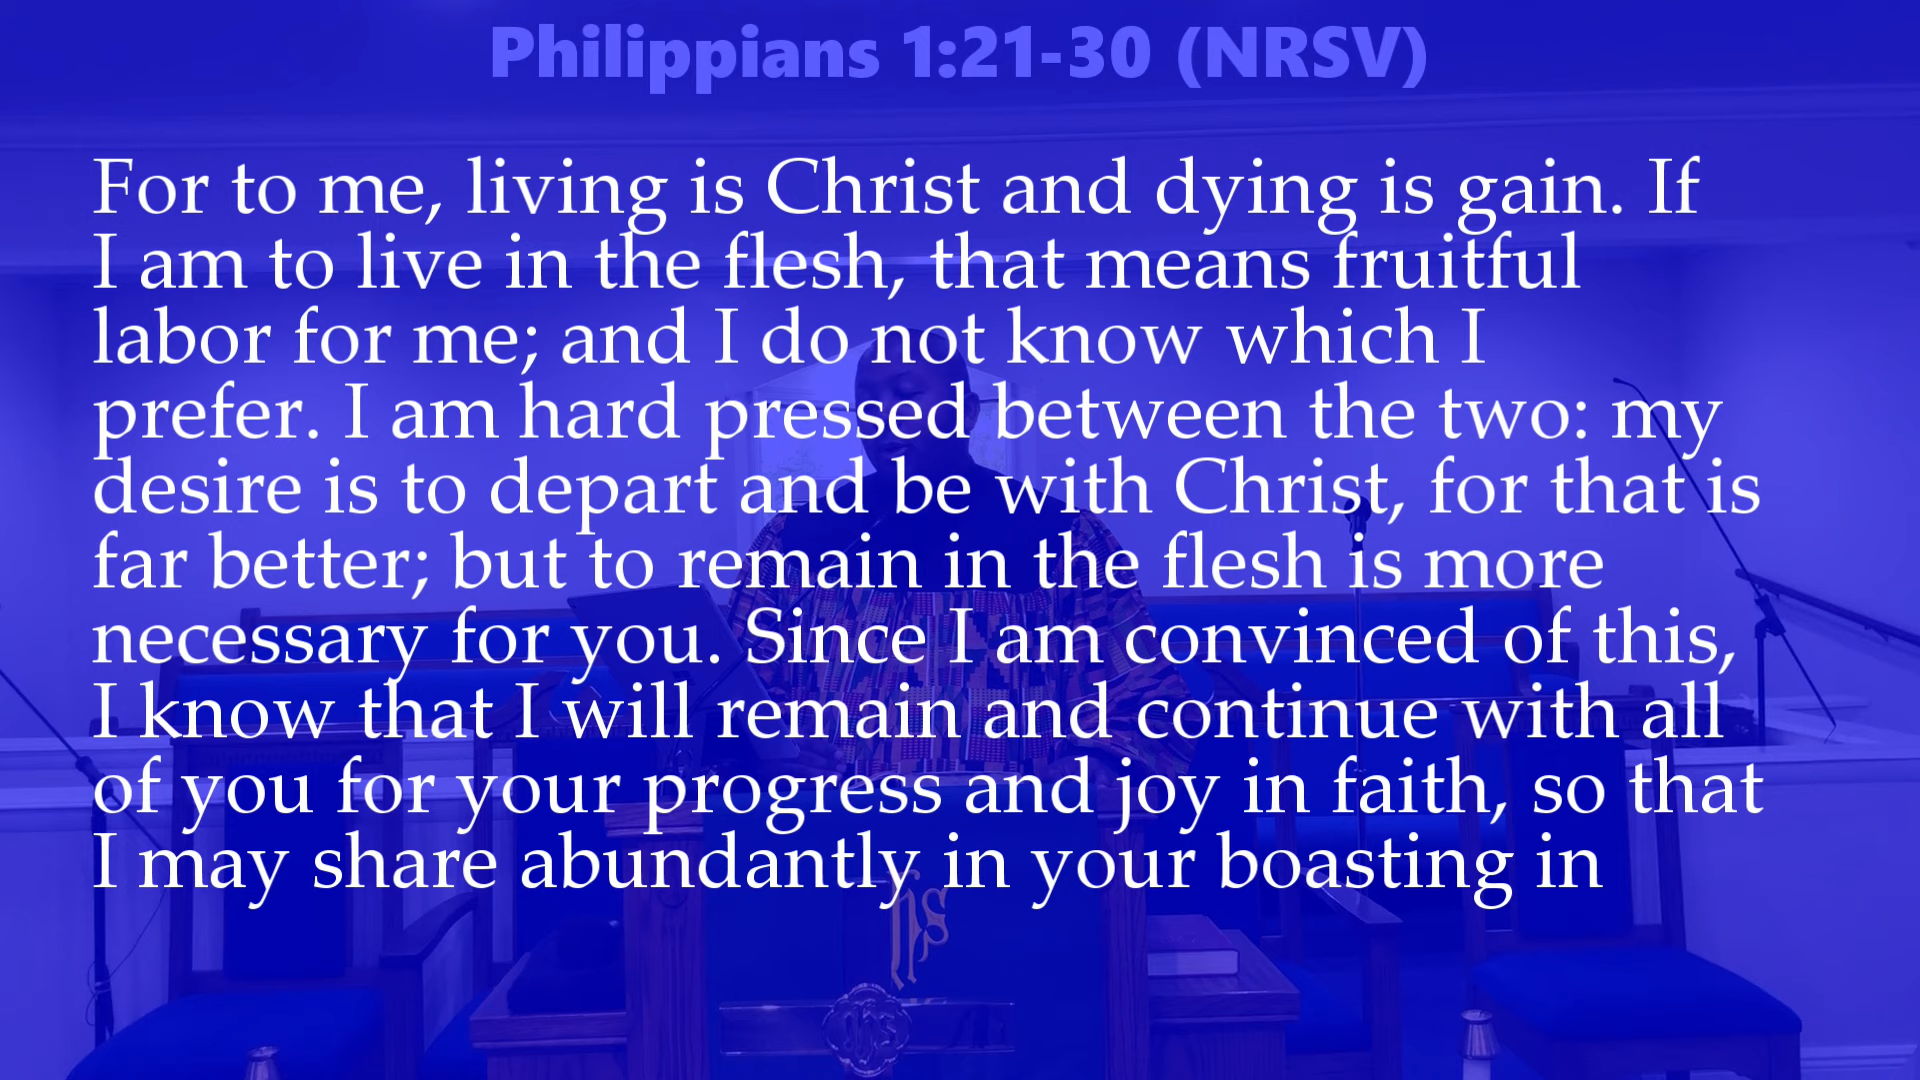 Philippians 1:21-30 (NRSV)
For to me, living is Christ and dying is gain. If
I am to live in the flesh, that means fruitful
labor for me; and I do not know which I
prefer. I am hard pressed between the two: my
desire is to depart and be with Christ, for that is
far better; but to remain in the flesh is more
necessary for you. Since I am convinced of this,
I know that I will remain and continue with all
of you for your progress and joy in faith, so that
I may share abundantly in your boasting in
ihs
ihs